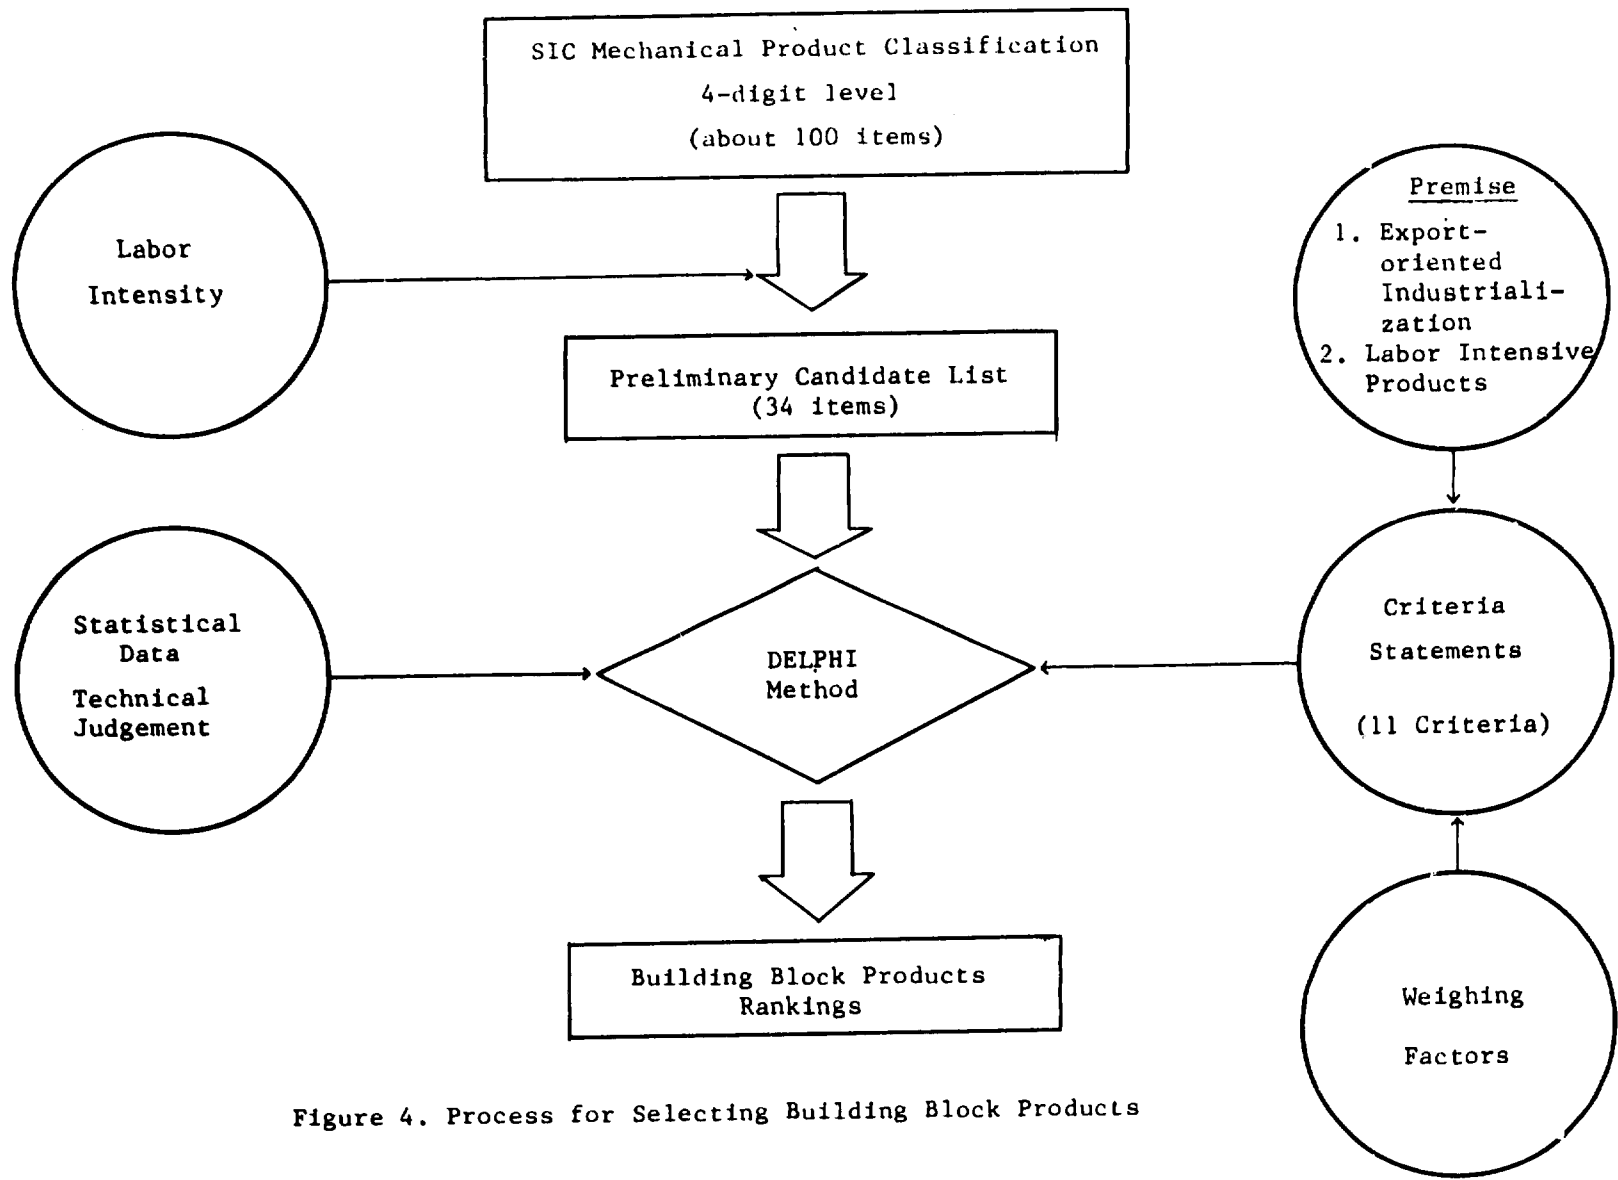 SIC Mechanical Product Classification
4-digit level
(about 100 items)
Labor
Intensity
Premise
1. Export-
oriented
Industriali-
zation
2. Labor Intensive
Products
Preliminary Candidate List
(34 items)
Statistical
Data
Technical
Judgement
DELPHI
Method
Criteria
Statements
(11 Criteria)
Building Block Products
Rankings
Weighing
Factors
Figure 4. Process for Selecting Building Block Products